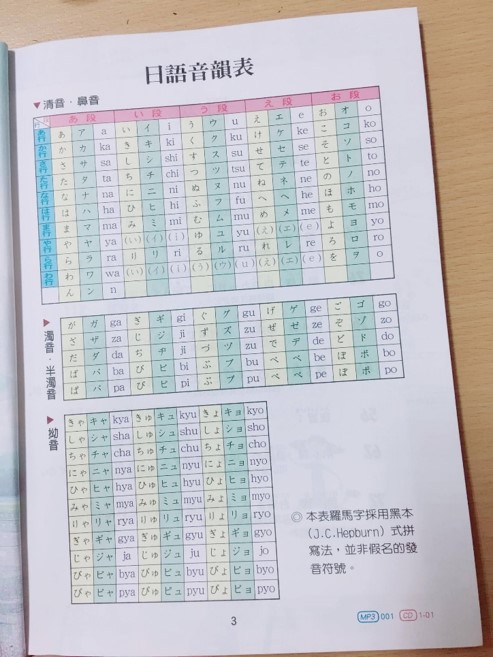 日語音韻表
▼清音・鼻音
あ段 い段 う段 え段 お段
あ行 あ ア a い イ i う ウ u え エ e お オ o
か行 か カ ka き キ ki く ク ku け ケ ke こ コ ko
さ行 さ サ sa し シ shi す ス su せ セ se そ ソ so
た行 た タ ta ち チ chi つ ツ tsu て テ te と ト to
な行 な ナ na に ニ ni ぬ ヌ nu ね ネ ne の ノ no
は行 は ハ ha ひ ヒ hi ふ フ fu へ ヘ he ほ ホ ho
ま行 ま マ ma み ミ mi む ム mu め メ me も モ mo
や行 や ヤ ya (い) (イ) (i) ゆ ユ yu (え) (エ) (e) よ ヨ yo
ら行 ら ラ ra り リ ri る ル ru れ レ re ろ ロ ro
わ行 わ ワ wa (い) (イ) (i) (う) (ウ) (u) (え) (エ) (e) を ヲ o
ん ン n
▶濁音・半濁音
が ガ ga ぎ ギ gi ぐ グ gu げ ゲ ge ご ゴ go
ざ ザ za じ ジ ji ず ズ zu ぜ ゼ ze ぞ ゾ zo
だ ダ da ぢ ヂ ji づ ヅ zu で デ de ど ド do
ば バ ba び ビ bi ぶ ブ bu べ ベ be ぼ ボ bo
ぱ パ pa ぴ ピ pi ぷ プ pu ぺ ペ pe ぽ ポ po
▶拗音
きゃ キャ kya きゅ キュ kyu きょ キョ kyo
しゃ シャ sha しゅ シュ shu しょ ショ sho
ちゃ チャ cha ちゅ チュ chu ちょ チョ cho
にゃ ニャ nya にゅ ニュ nyu にょ ニョ nyo
ひゃ ヒャ hya ひゅ ヒュ hyu ひょ ヒョ hyo
みゃ ミャ mya みゅ ミュ myu みょ ミョ myo
りゃ リャ rya りゅ リュ ryu りょ リョ ryo
ぎゃ ギャ gya ぎゅ ギュ gyu ぎょ ギョ gyo
じゃ ジャ ja じゅ ジュ ju じょ ジョ jo
びゃ ビャ bya びゅ ビュ byu びょ ビョ byo
ぴゃ ピャ pya ぴゅ ピュ pyu ぴょ ピョ pyo
◎本表羅馬字採用黑本
(J.C.Hepburn) 式拼
寫法，並非假名的發
音符號。
3
MP3 001 CD 1-01